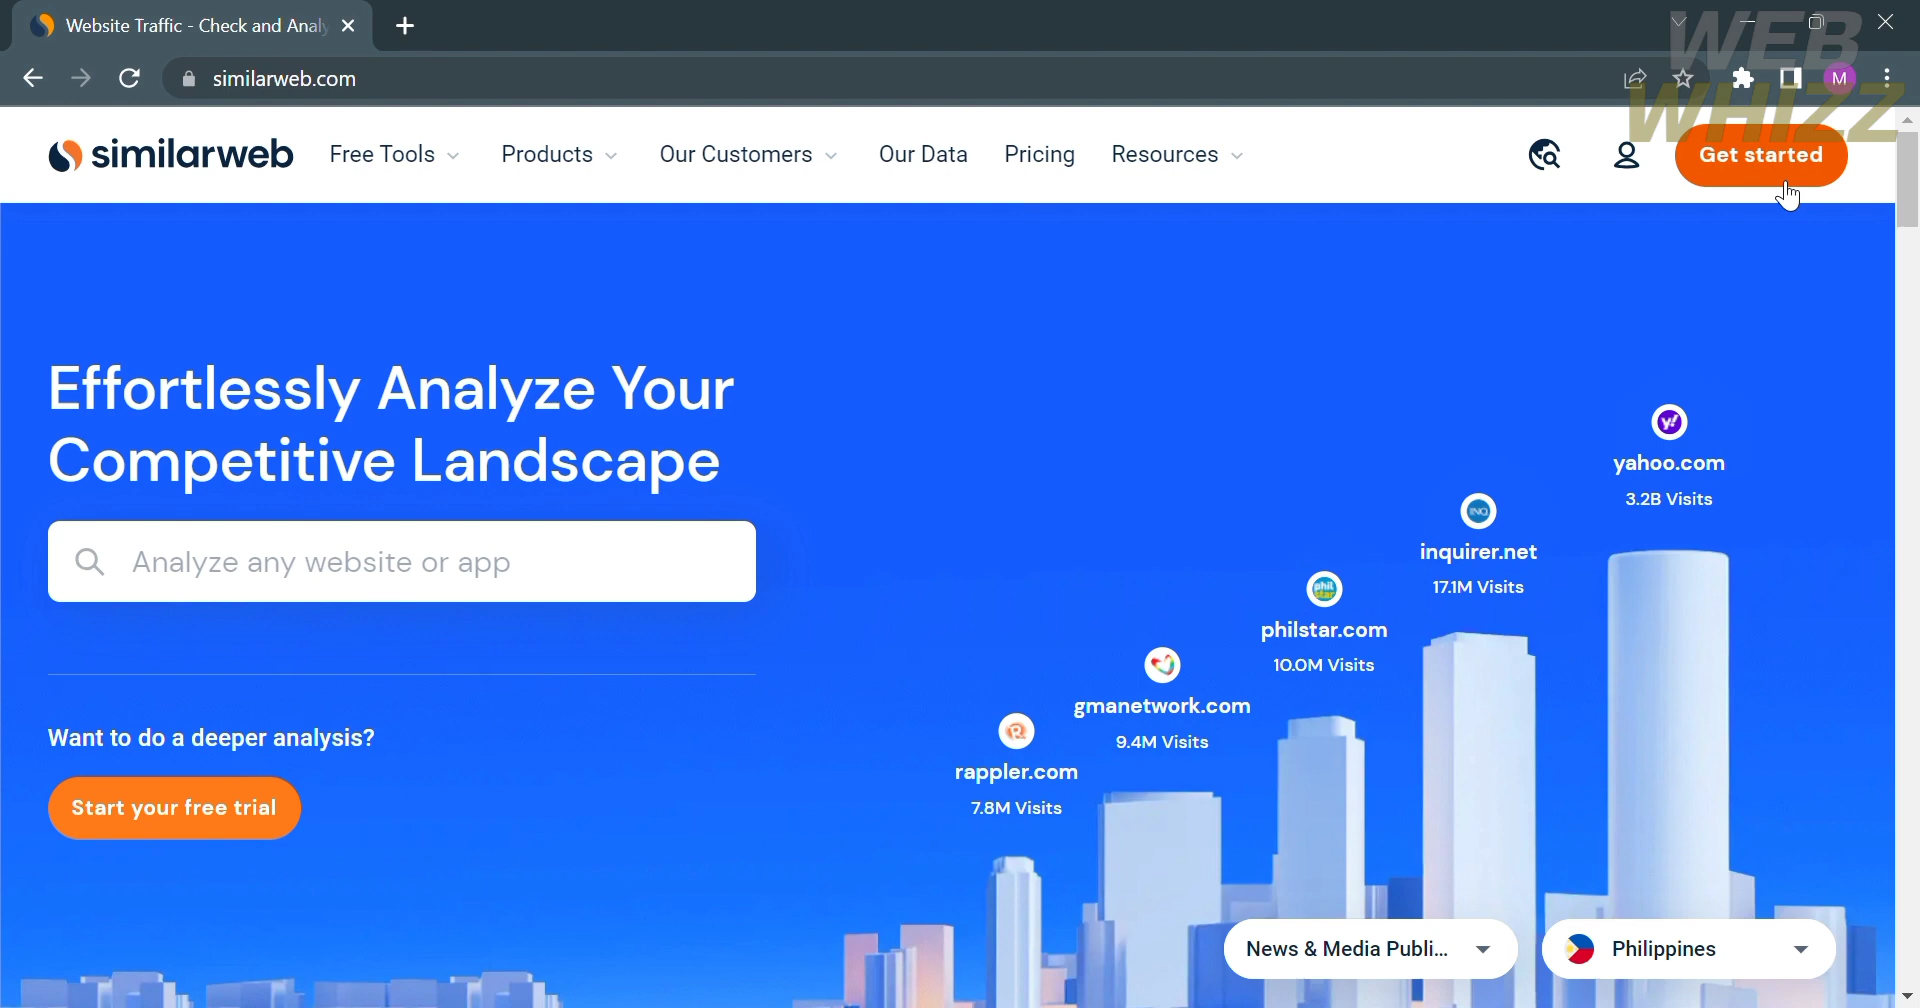 Website Traffic - Check and Analy
similarweb.com
M
WEB
WHIZZ
similarweb
Free Tools
Products
Our Customers
Our Data
Pricing
Resources
Get started
Effortlessly Analyze Your
Competitive Landscape
Analyze any website or app
Want to do a deeper analysis?
Start your free trial
y!
yahoo.com
3.2B Visits
INQ
inquirer.net
17.1M Visits
phil
star
philstar.com
10.0M Visits
gmanetwork.com
9.4M Visits
R
rappler.com
7.8M Visits
News & Media Publi...
Philippines